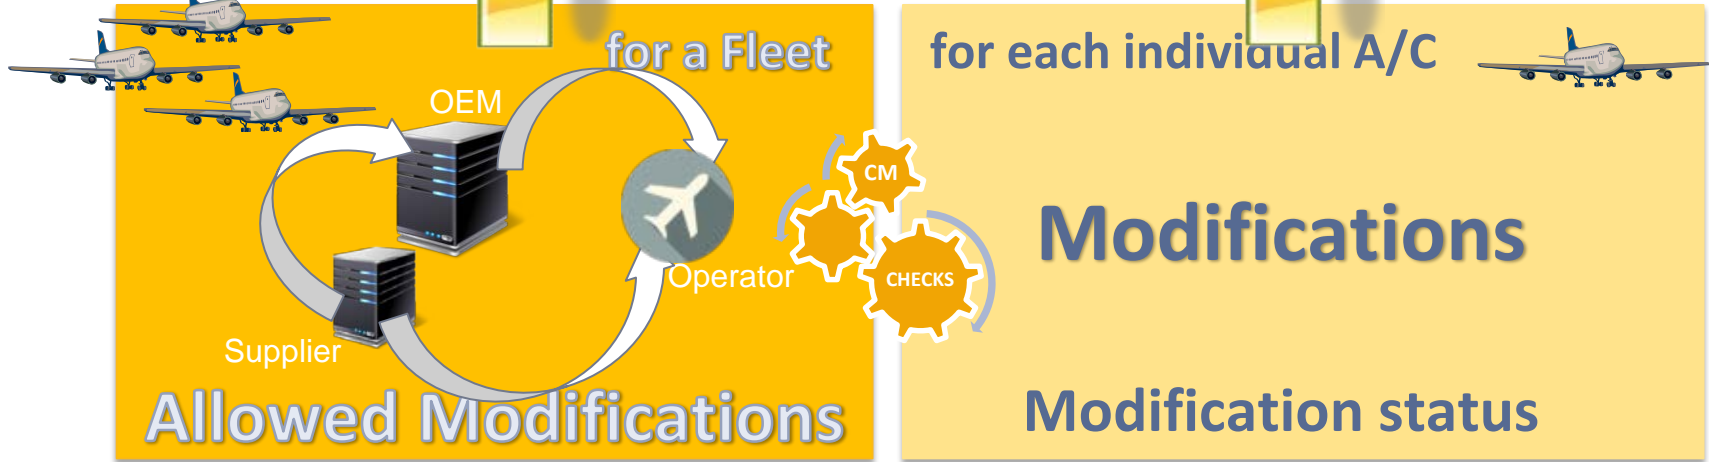 for a Fleet
OEM
Operator
Supplier
Allowed Modifications
CM
CHECKS
for each individual A/C
Modifications
Modification status